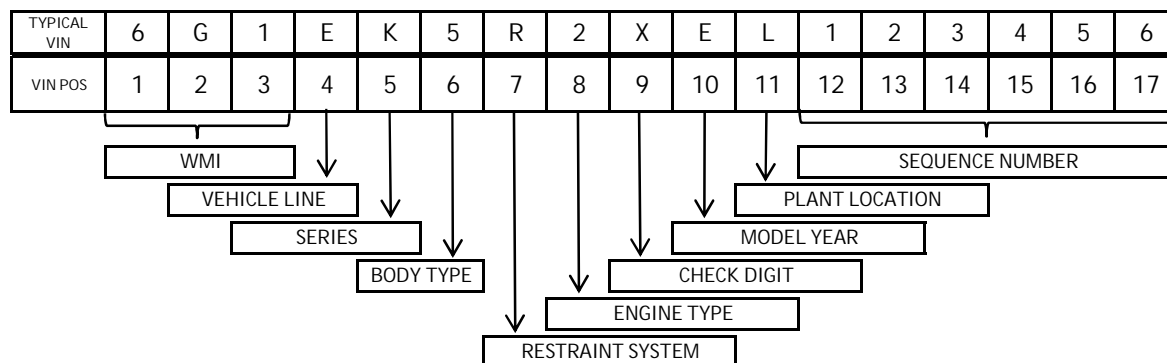 TYPICAL VIN 6 G 1 E K 5 R 2 X E L 1 2 3 4 5 6
VIN POS 1 2 3 4 5 6 7 8 9 10 11 12 13 14 15 16 17
WMI SEQUENCE NUMBER
VEHICLE LINE PLANT LOCATION
SERIES MODEL YEAR
BODY TYPE CHECK DIGIT
ENGINE TYPE
RESTRAINT SYSTEM